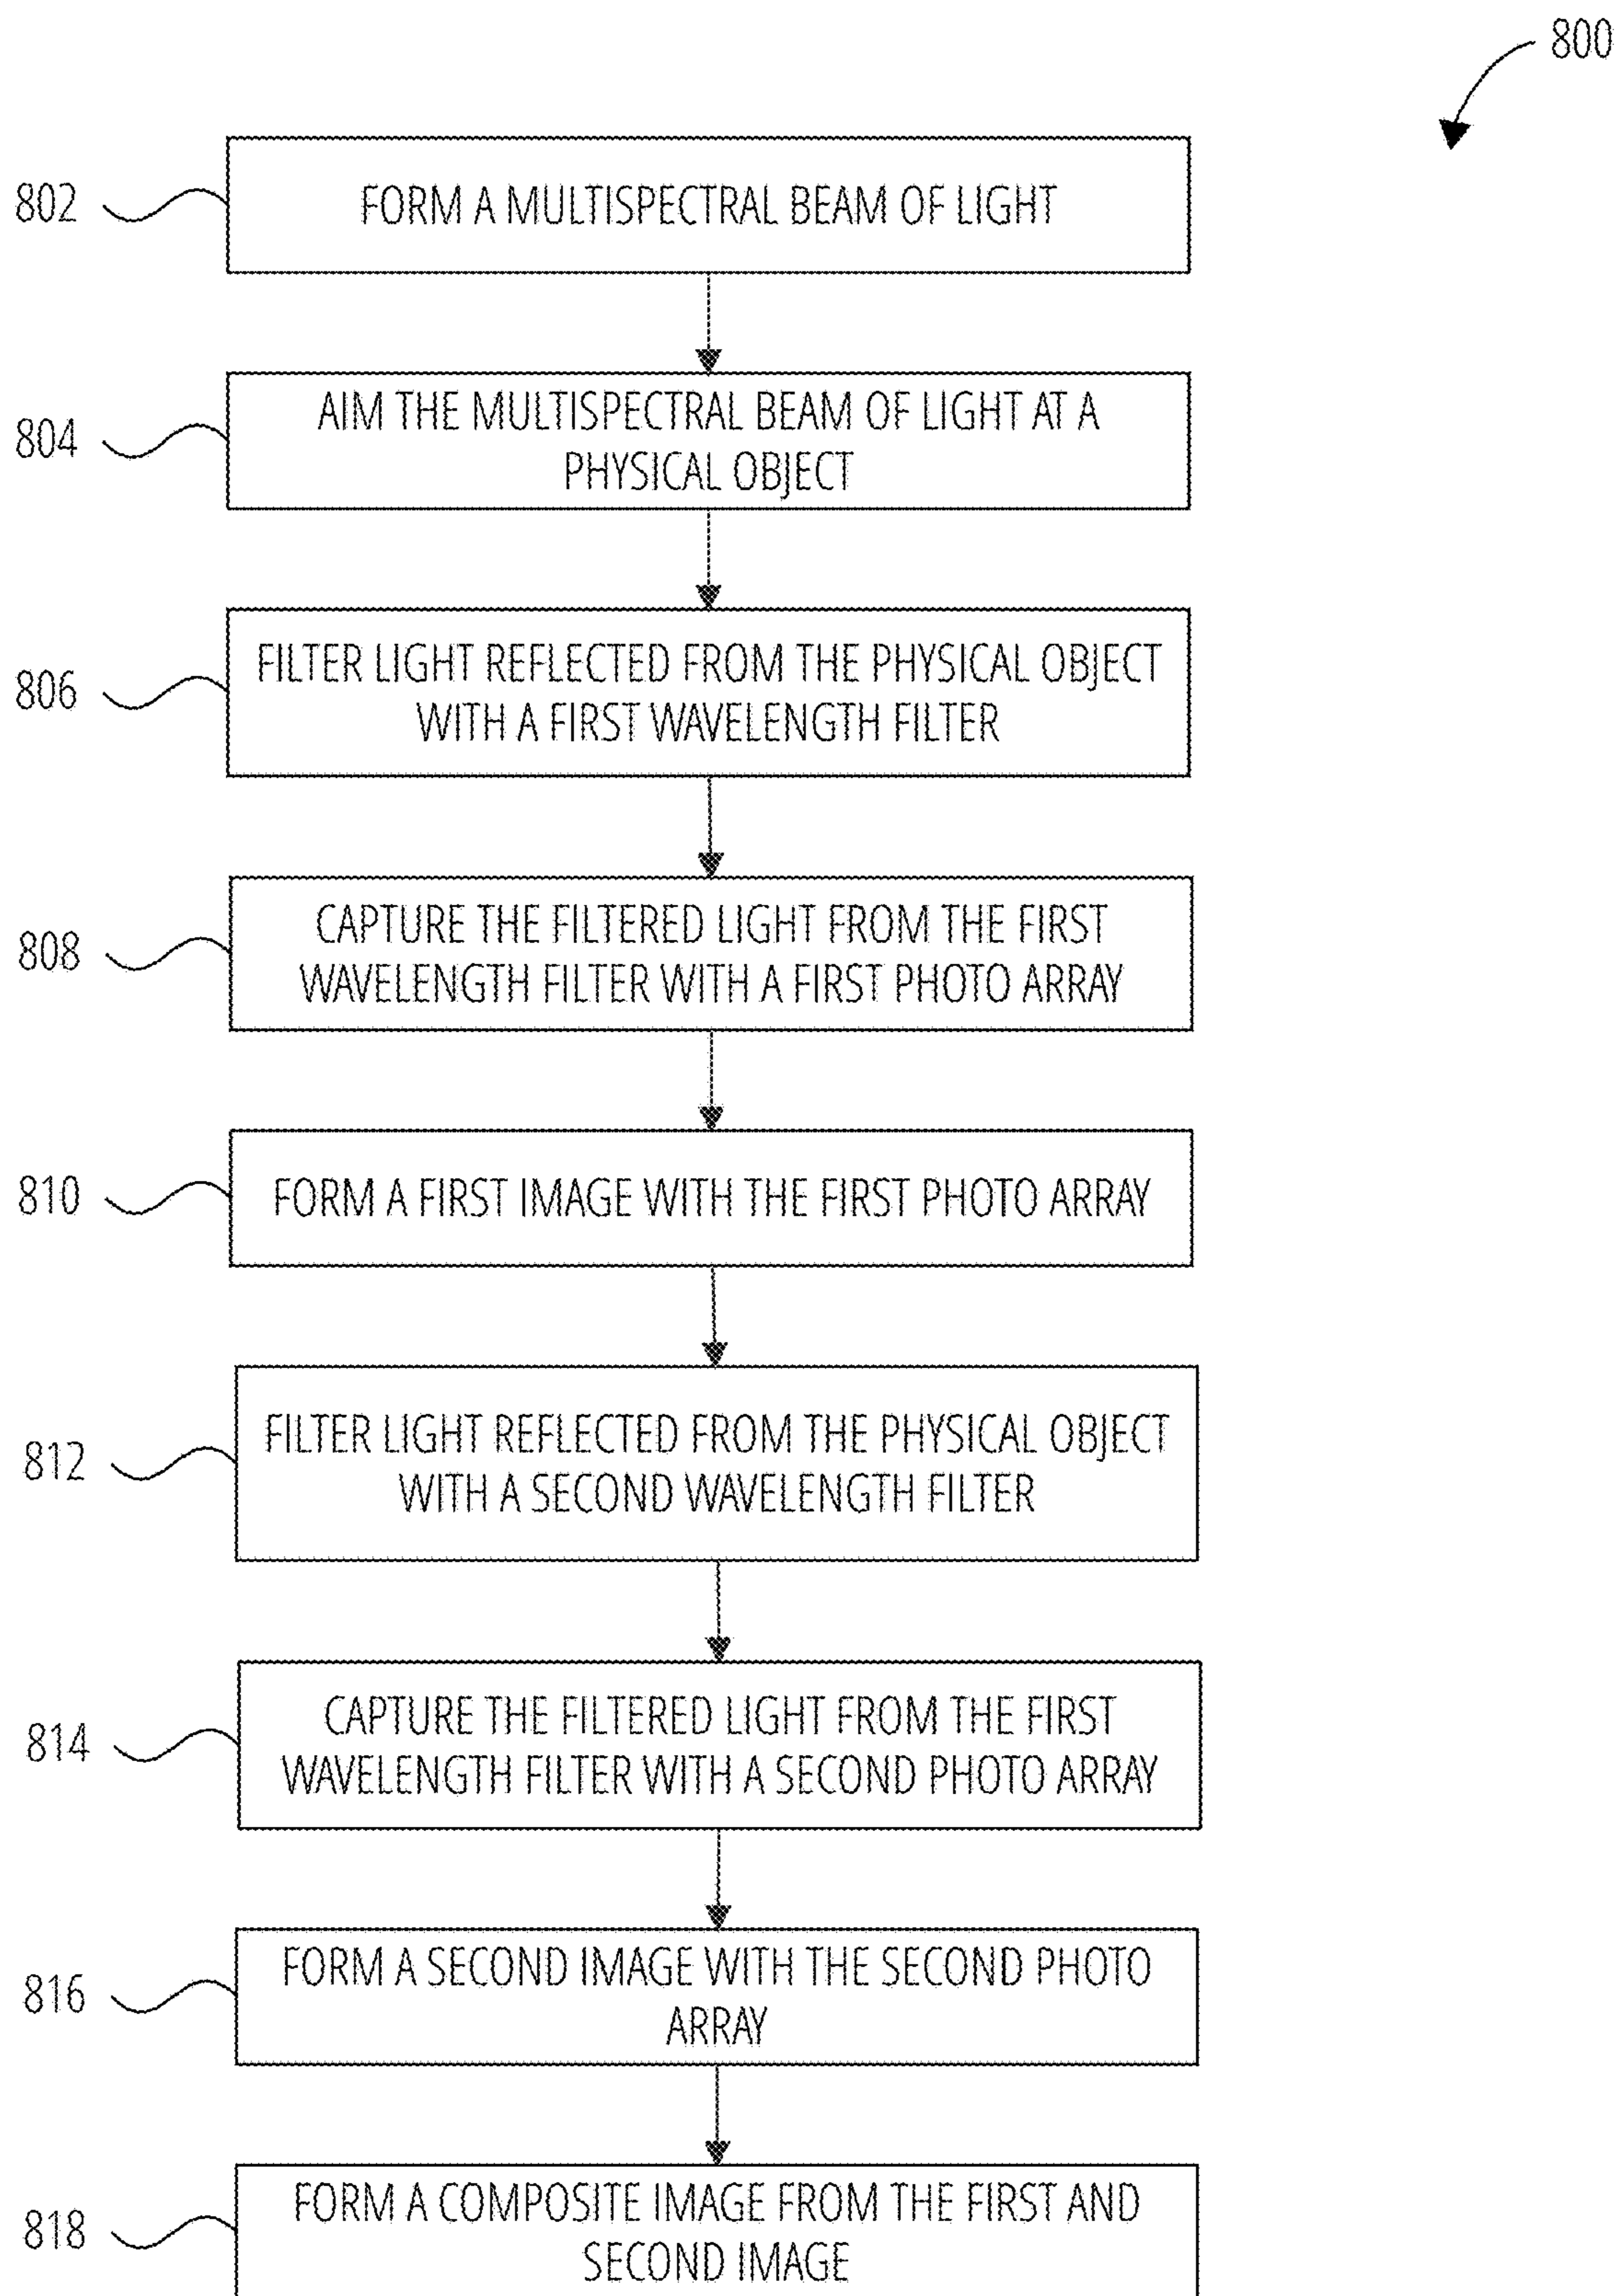 800
802
FORM A MULTISPECTRAL BEAM OF LIGHT
804
AIM THE MULTISPECTRAL BEAM OF LIGHT AT A
PHYSICAL OBJECT
806
FILTER LIGHT REFLECTED FROM THE PHYSICAL OBJECT
WITH A FIRST WAVELENGTH FILTER
808
CAPTURE THE FILTERED LIGHT FROM THE FIRST
WAVELENGTH FILTER WITH A FIRST PHOTO ARRAY
810
FORM A FIRST IMAGE WITH THE FIRST PHOTO ARRAY
812
FILTER LIGHT REFLECTED FROM THE PHYSICAL OBJECT
WITH A SECOND WAVELENGTH FILTER
814
CAPTURE THE FILTERED LIGHT FROM THE FIRST
WAVELENGTH FILTER WITH A SECOND PHOTO ARRAY
816
FORM A SECOND IMAGE WITH THE SECOND PHOTO
ARRAY
818
FORM A COMPOSITE IMAGE FROM THE FIRST AND
SECOND IMAGE